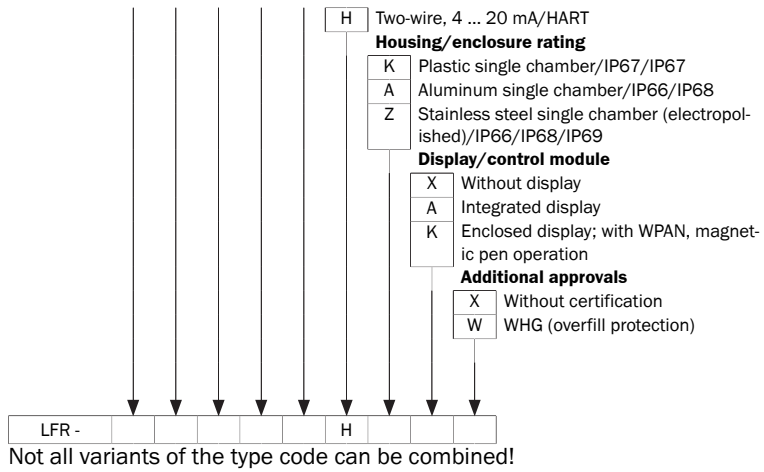 H Two-wire, 4 ... 20 mA/HART
Housing/enclosure rating
K Plastic single chamber/IP67/IP67
A Aluminum single chamber/IP66/IP68
Z Stainless steel single chamber (electropol-
ished)/IP66/IP68/IP69
Display/control module
X Without display
A Integrated display
K Enclosed display; with WPAN, magnet-
ic pen operation
Additional approvals
X Without certification
W WHG (overfill protection)
LFR - H
Not all variants of the type code can be combined!